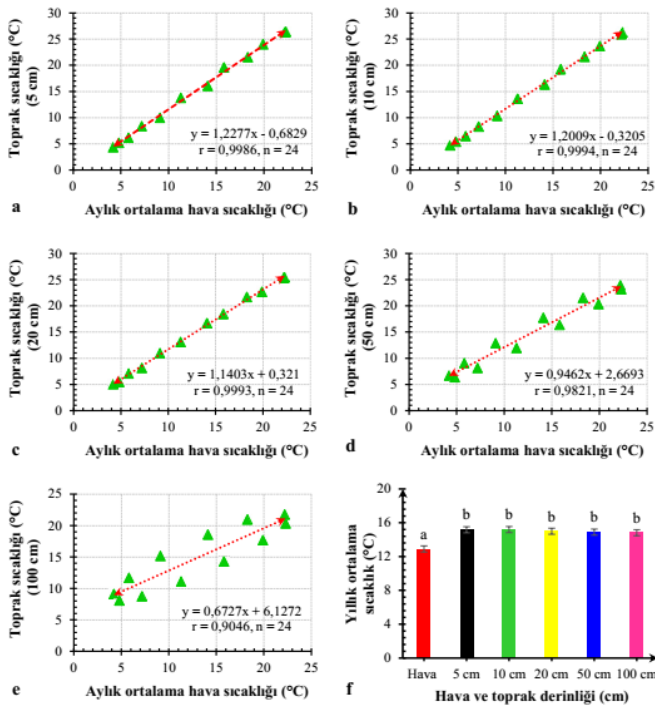 Toprak sıcaklığı (°C)
(5 cm)
30
25
20
15
10
5
0
y = 1,2277x - 0,6829
r = 0,9986, n = 24
0 5 10 15 20 25
a
Aylık ortalama hava sıcaklığı (°C)
Toprak sıcaklığı (°C)
(10 cm)
30
25
20
15
10
5
0
y = 1,2009x - 0,3205
r = 0,9994, n = 24
0 5 10 15 20 25
b
Aylık ortalama hava sıcaklığı (°C)
Toprak sıcaklığı (°C)
(20 cm)
30
25
20
15
10
5
0
y = 1,1403x + 0,321
r = 0,9993, n = 24
0 5 10 15 20 25
c
Aylık ortalama hava sıcaklığı (°C)
Toprak sıcaklığı (°C)
(50 cm)
30
25
20
15
10
5
0
y = 0,9462x + 2,6693
r = 0,9821, n = 24
0 5 10 15 20 25
d
Aylık ortalama hava sıcaklığı (°C)
Toprak sıcaklığı (°C)
(100 cm)
25
20
15
10
5
0
y = 0,6727x + 6,1272
r = 0,9046, n = 24
0 5 10 15 20 25
e
Aylık ortalama hava sıcaklığı (°C)
Yıllık ortalama
sıcaklık (°C)
20
16
12
8
4
0
a b b b b b
Hava 5 cm 10 cm 20 cm 50 cm 100 cm
f
Hava ve toprak derinliği (cm)